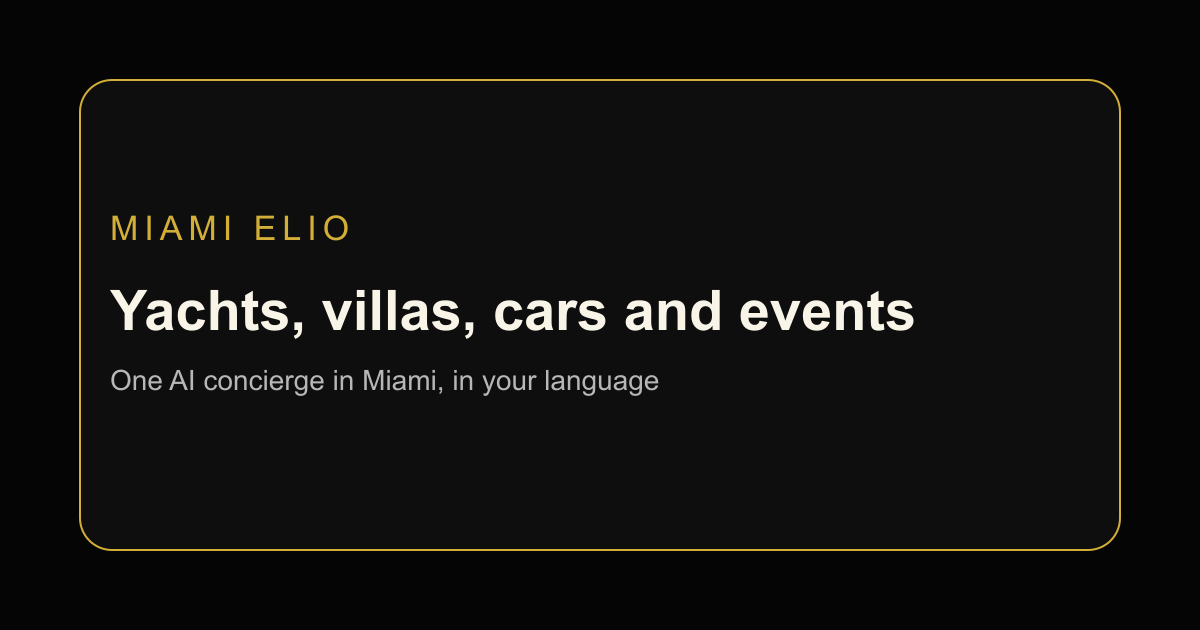 MIAMI ELIO
Yachts, villas, cars and events
One AI concierge in Miami, in your language